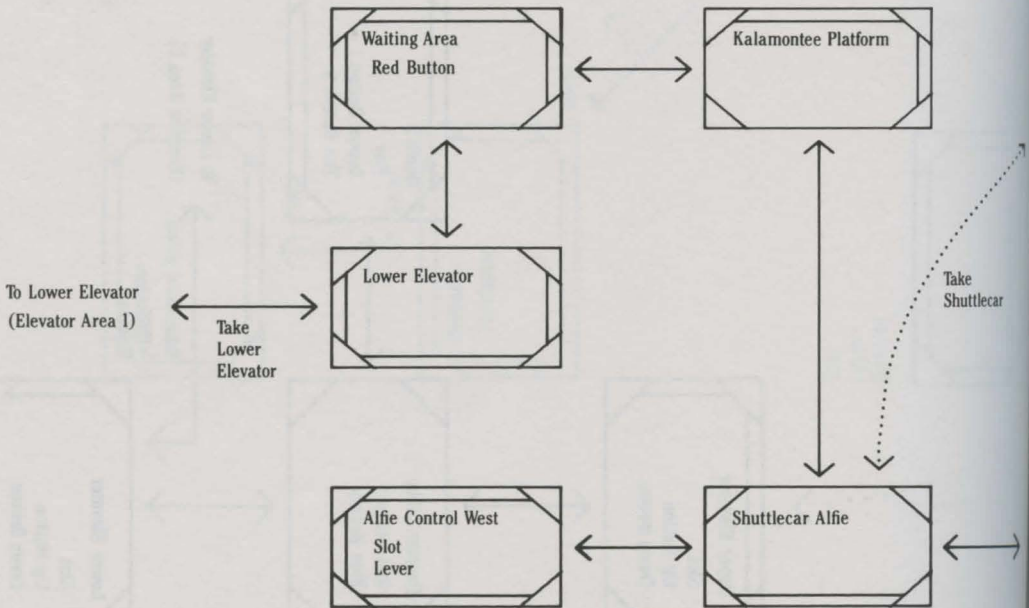 Waiting Area
Red Button
Kalamontee Platform
Lower Elevator
To Lower Elevator
(Elevator Area 1)
Take
Lower
Elevator
Take
Shuttlecar
Alfie Control West
Slot
Lever
Shuttlecar Alfie